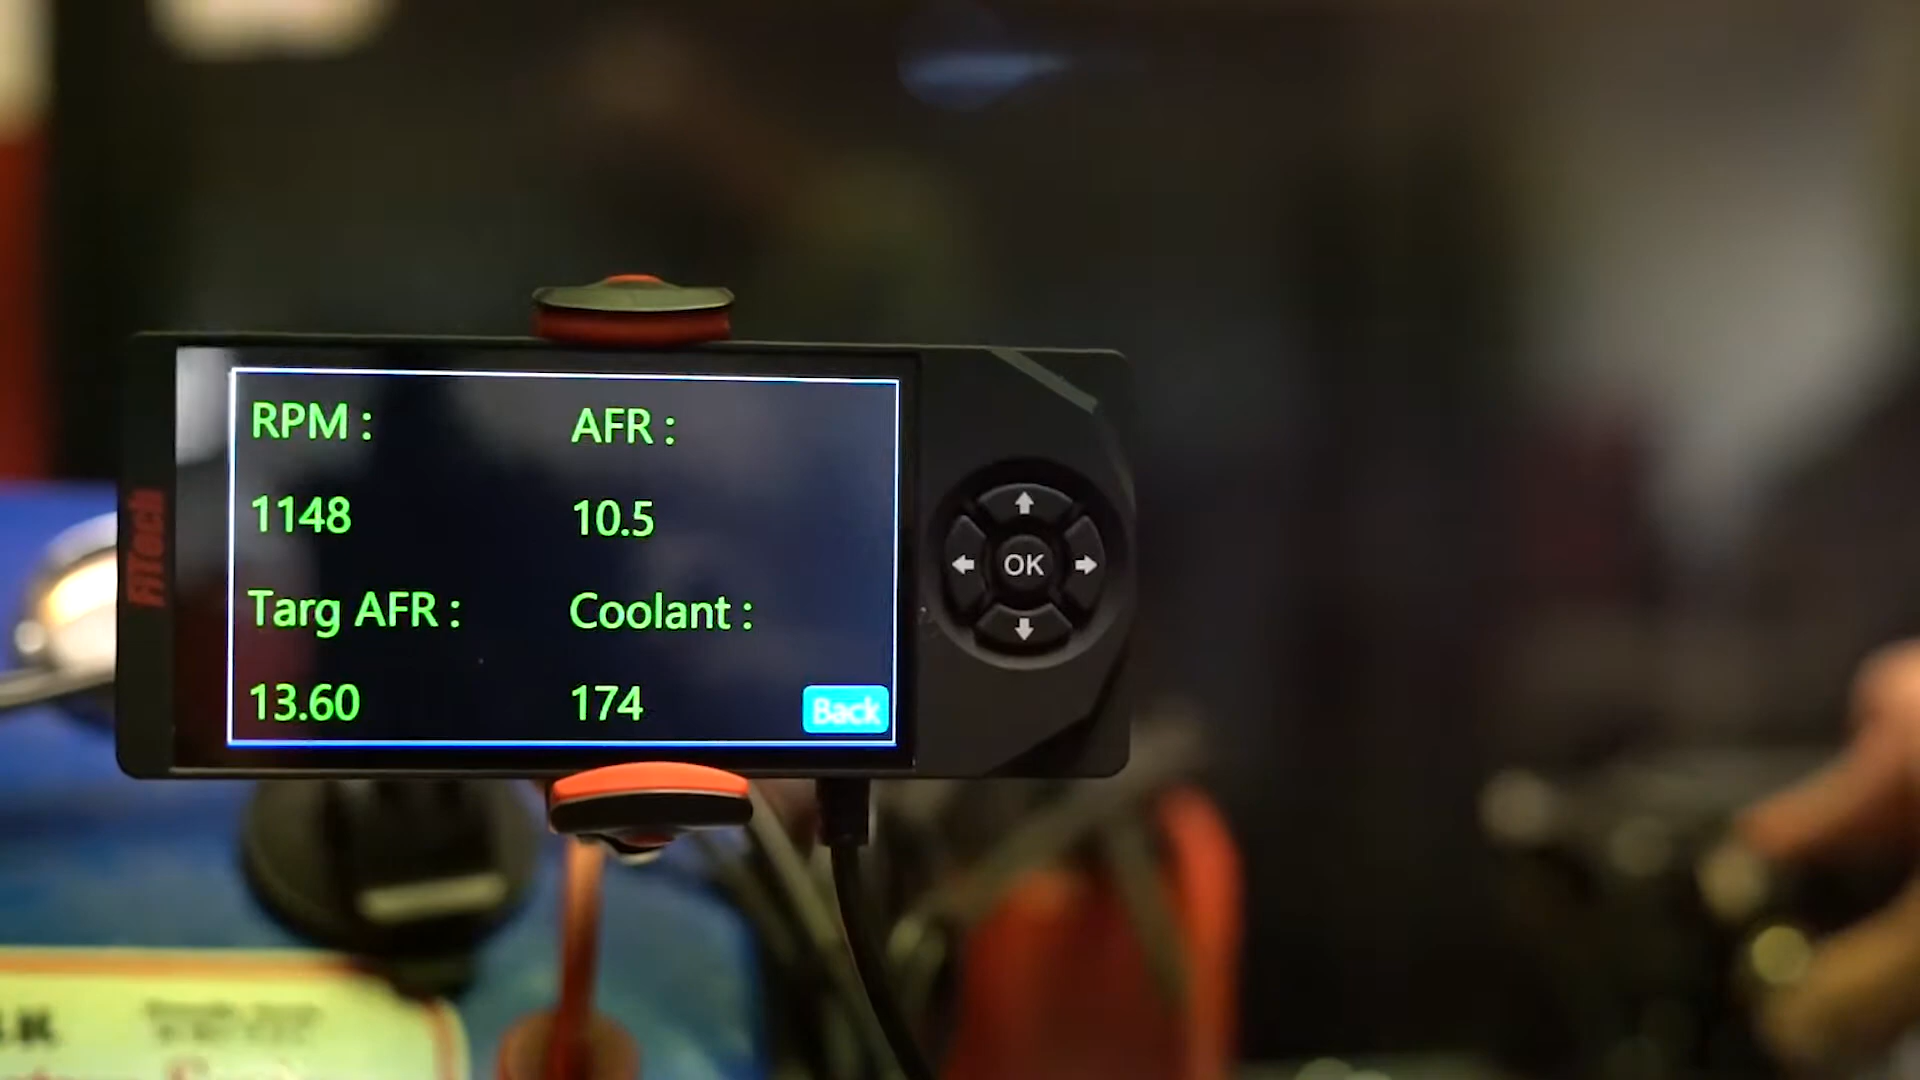 RPM : AFR :
1148 10.5
Targ AFR : Coolant :
13.60 174
Back
OK
FiTech